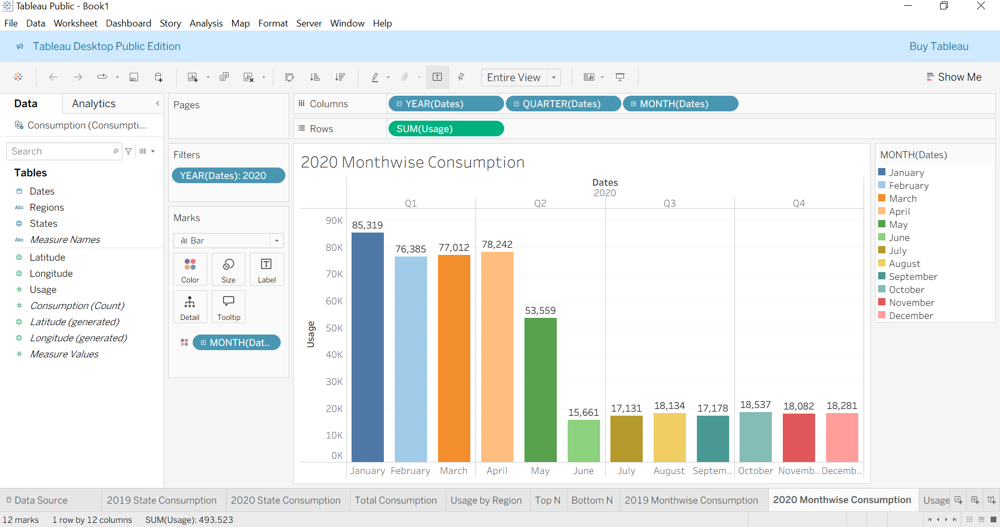 Tableau Public - Book1
File Data Worksheet Dashboard Story Analysis Map Format Server Window Help
Tableau Desktop Public Edition
Buy Tableau
Entire View
Show Me
Data
Analytics
Consumption (Consumpti...
Search
Tables
Dates
Abc Regions
States
Abc Measure Names
Latitude
Longitude
# Usage
# Consumption (Count)
Latitude (generated)
Longitude (generated)
# Measure Values
Pages
Filters
YEAR(Dates): 2020
Marks
Bar
Color
Size
Label
Detail
Tooltip
MONTH(Dat..
Columns
YEAR(Dates)
QUARTER(Dates)
MONTH(Dates)
Rows
SUM(Usage)
2020 Monthwise Consumption
Dates
2020
Q1 Q2 Q3 Q4
Usage
90K
80K
70K
60K
50K
40K
30K
20K
10K
0K
85,319
76,385
77,012
78,242
53,559
15,661
17,131
18,134
17,178
18,537
18,082
18,281
January February March April May June July August Septem.. October Novemb.. Decemb..
MONTH(Dates)
January
February
March
April
May
June
July
August
September
October
November
December
Data Source
2019 State Consumption
2020 State Consumption
Total Consumption
Usage by Region
Top N
Bottom N
2019 Monthwise Consumption
2020 Monthwise Consumption
Usage
12 marks 1 row by 12 columns SUM(Usage): 493,523